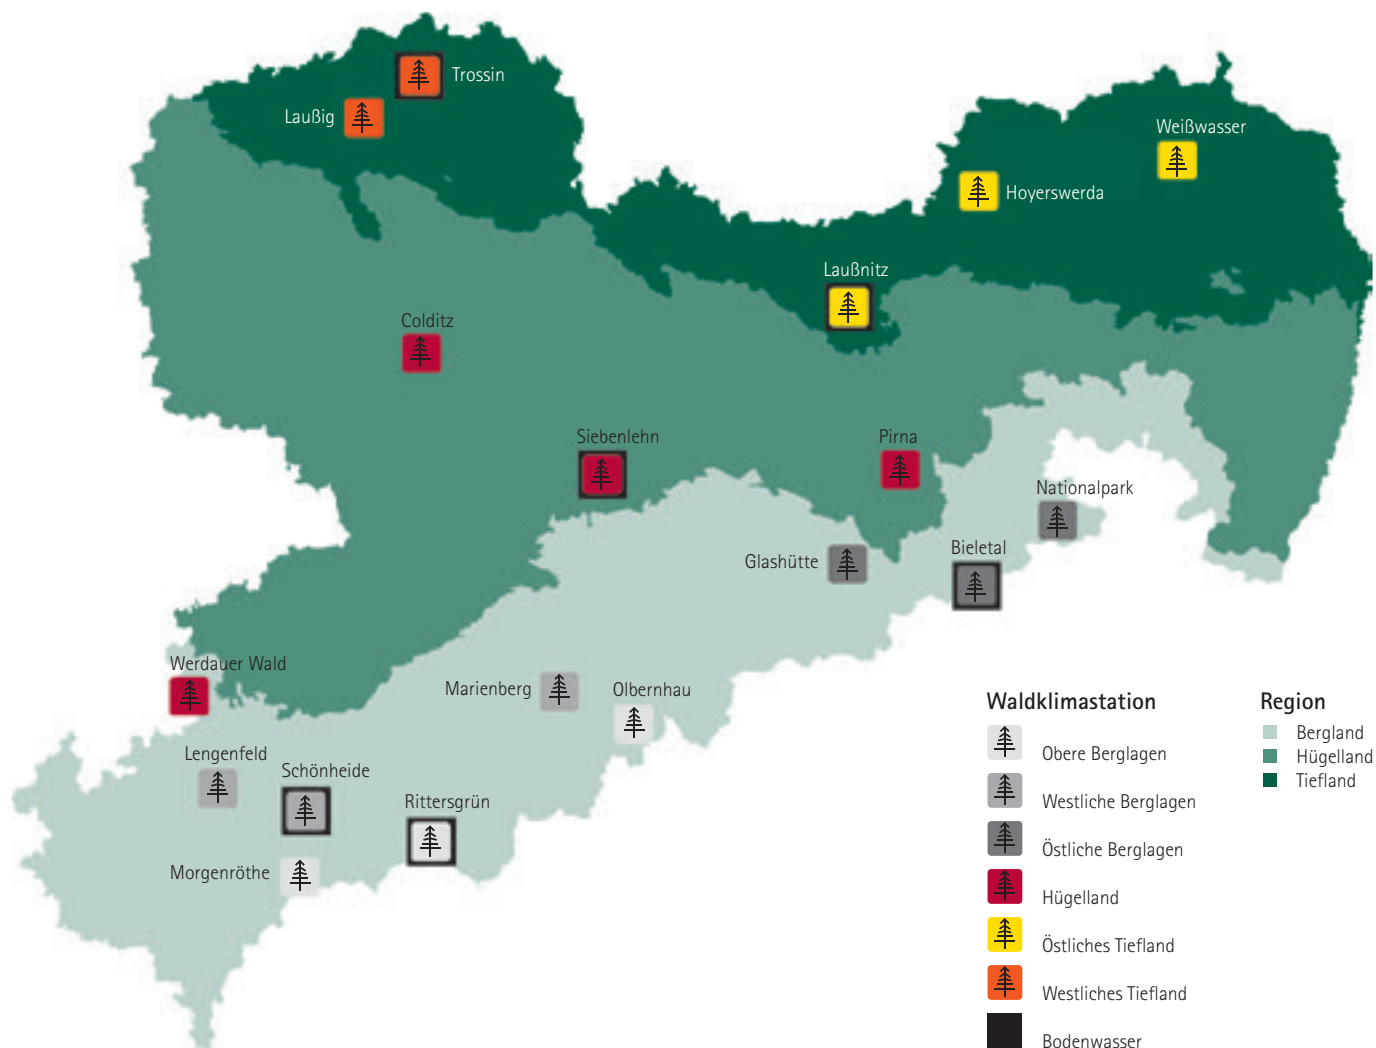 Trossin
Laußig
Weißwasser
Hoyerswerda
Laußnitz
Colditz
Siebenlehn
Pirna
Nationalpark
Glashütte
Bieletal
Werdauer Wald
Marienberg
Olbernhau
Lengenfeld
Schönheide
Rittersgrün
Morgenröthe
Waldklimastation
Obere Berglagen
Westliche Berglagen
Östliche Berglagen
Hügelland
Östliches Tiefland
Westliches Tiefland
Bodenwasser
Region
Bergland
Hügelland
Tiefland